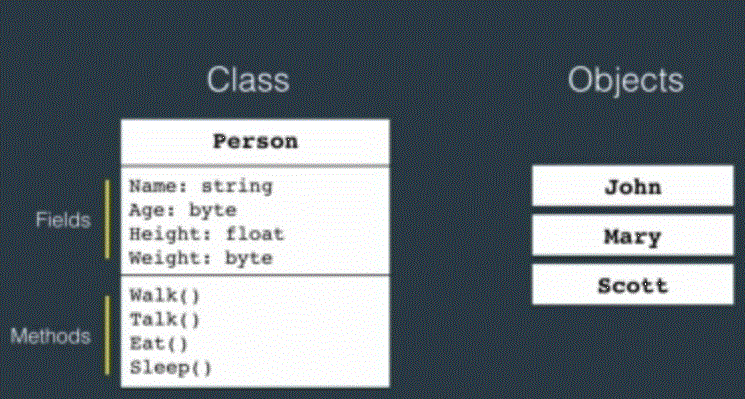 Class
Objects
Person
Fields
Name: string
Age: byte
Height: float
Weight: byte
Methods
Walk()
Talk()
Eat()
Sleep()
John
Mary
Scott